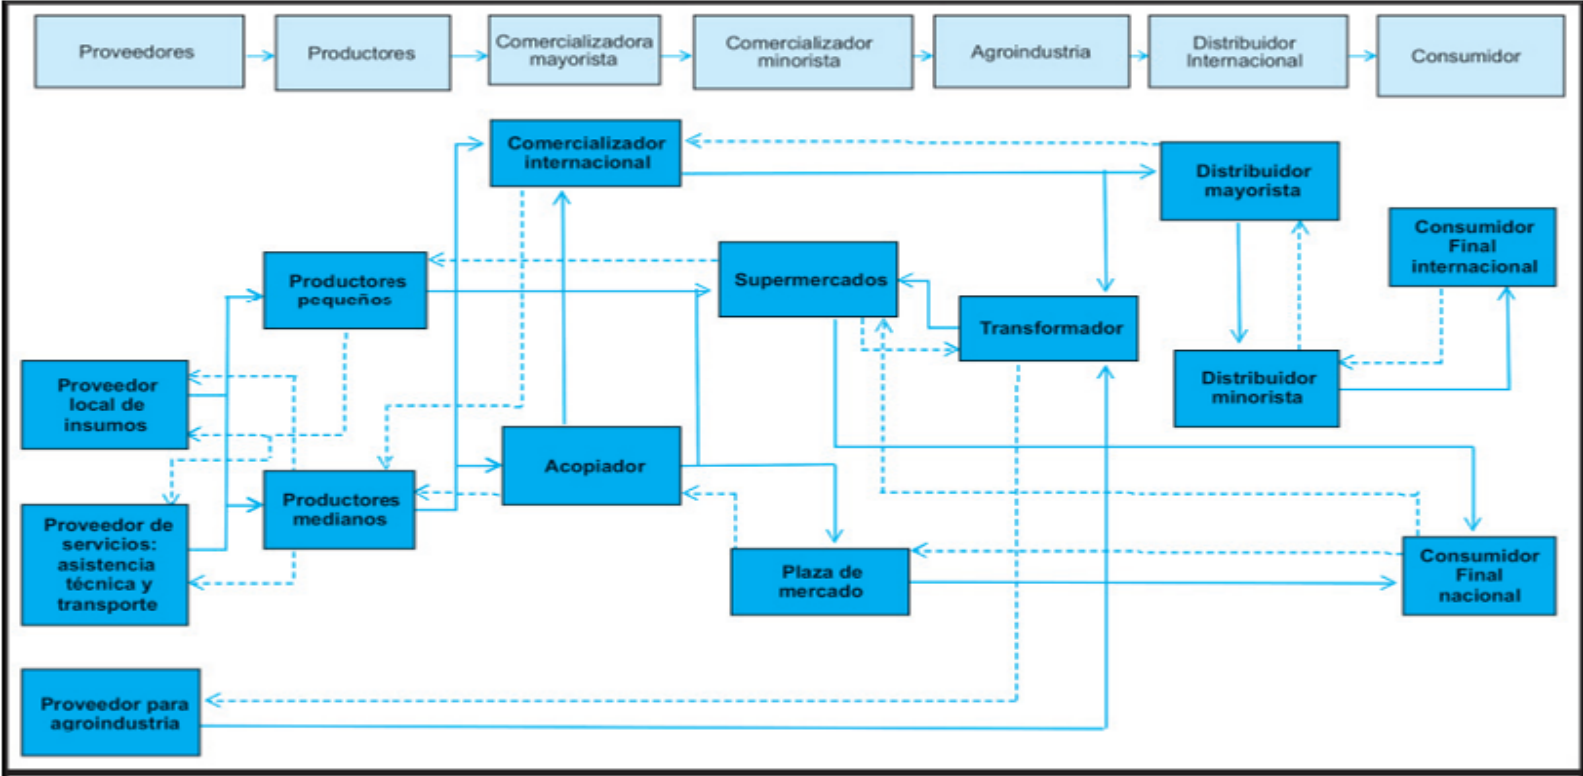 Proveedores
Productores
Comercializadora
mayorista
Comercializador
minorista
Agroindustria
Distribuidor
Internacional
Consumidor
Comercializador
internacional
Distribuidor
mayorista
Consumidor
Final
internacional
Productores
pequeños
Supermercados
Transformador
Proveedor
local de
insumos
Distribuidor
minorista
Acopiador
Productores
medianos
Proveedor de
servicios:
asistencia
técnica y
transporte
Plaza de
mercado
Consumidor
Final
nacional
Proveedor para
agroindustria